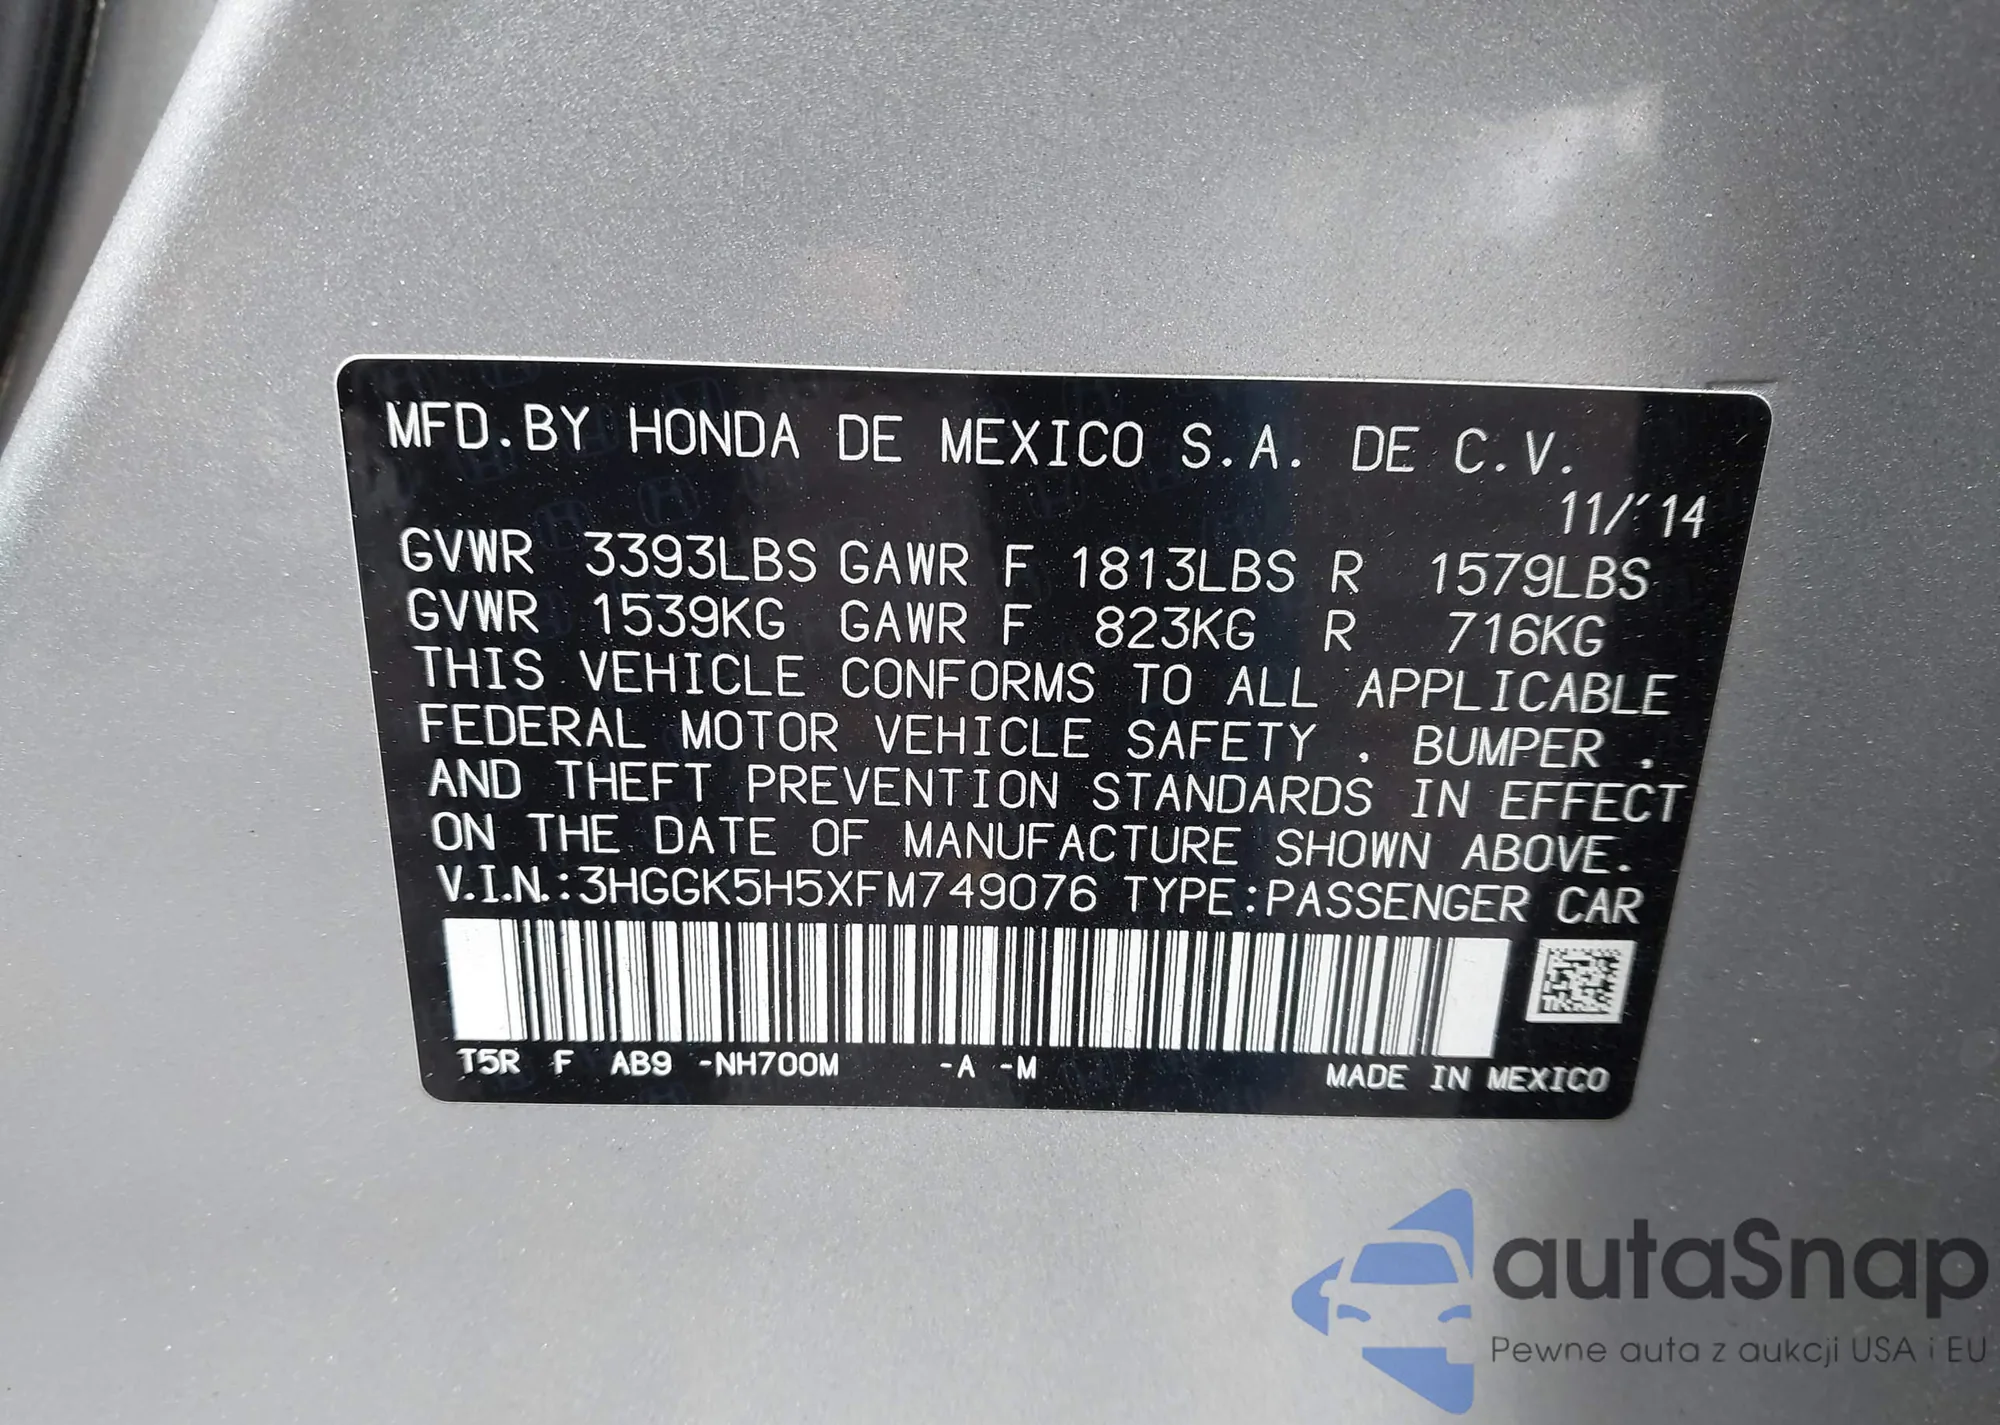 MFD.BY HONDA DE MEXICO S.A. DE C.V.
11/'14
GVWR 3393LBS GAWR F 1813LBS R 1579LBS
GVWR 1539KG GAWR F 823KG R 716KG
THIS VEHICLE CONFORMS TO ALL APPLICABLE
FEDERAL MOTOR VEHICLE SAFETY , BUMPER ,
AND THEFT PREVENTION STANDARDS IN EFFECT
ON THE DATE OF MANUFACTURE SHOWN ABOVE.
V.I.N.:3HGGK5H5XFM749076 TYPE:PASSENGER CAR
T5R F AB9 -NH700M -A -M MADE IN MEXICO
autaSnap
Pewne auta z aukcji USA i EU